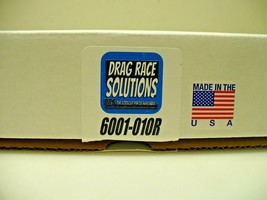 DRAG RACE
SOLUTIONS
6001-010R
MADE IN THE
USA